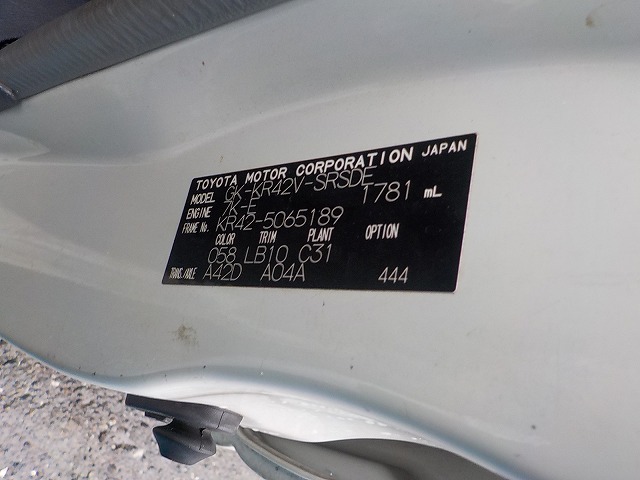 TOYOTA MOTOR CORPORATION JAPAN
MODEL GK-KR42V-SRSDE
ENGINE 7K-E 1781 mL
FRAME No. KR42-5065189
COLOR TRIM PLANT OPTION
058 LB10 C31
TRANS./AXLE A42D A04A 444